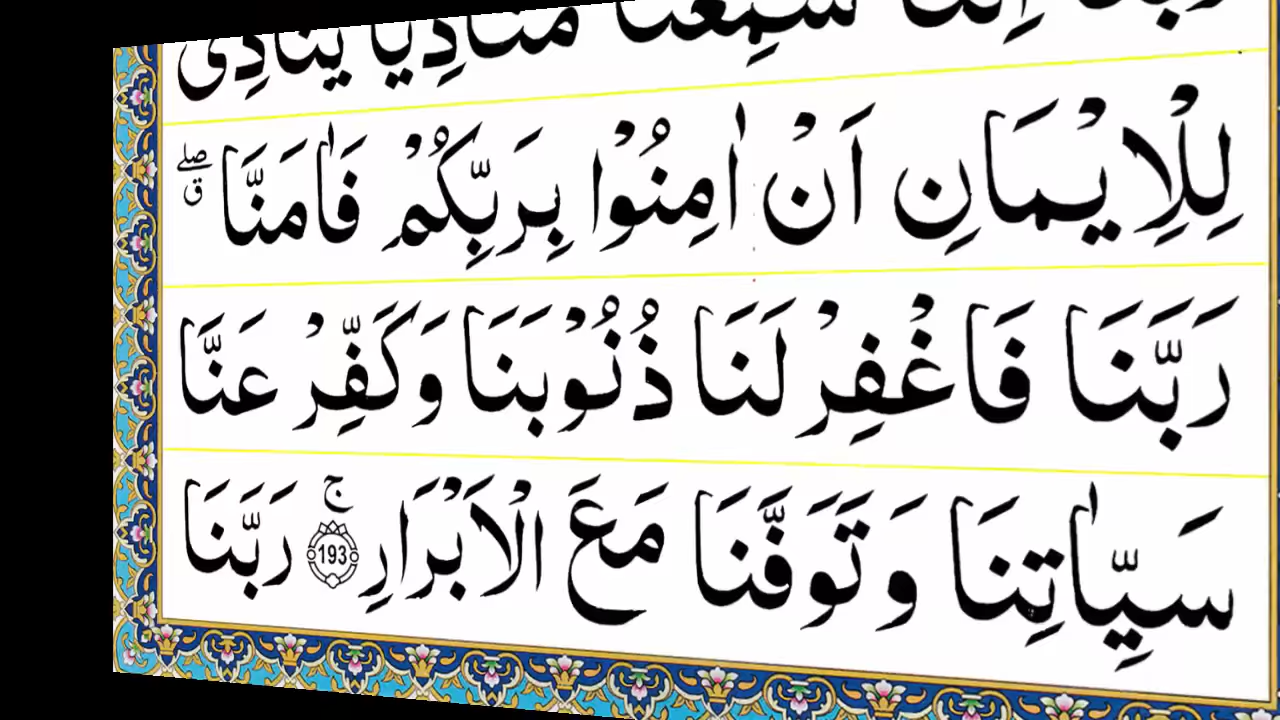 رَبَّنَا اِنَّنَا سَمِعْنَا مُنَادِيًا يُّنَادِىْ
لِلْاِيْمَانِ اَنْ اٰمِنُوْا بِرَبِّكُمْ فَاٰمَنَّا ۖۗ
رَبَّنَا فَاغْفِرْ لَنَا ذُنُوْبَنَا وَكَفِّرْ عَنَّا
سَيِّاٰتِنَا وَتَوَفَّنَا مَعَ الْاَبْرَارِ ۚ 193 رَبَّنَا